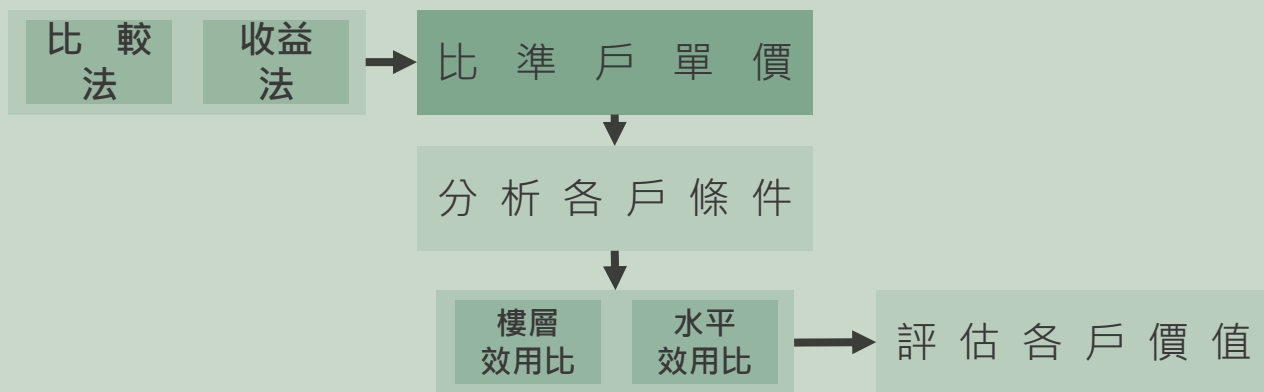 比較
法
收益
法
比準戶單價
分析各戶條件
樓層
效用比
水平
效用比
評估各戶價值